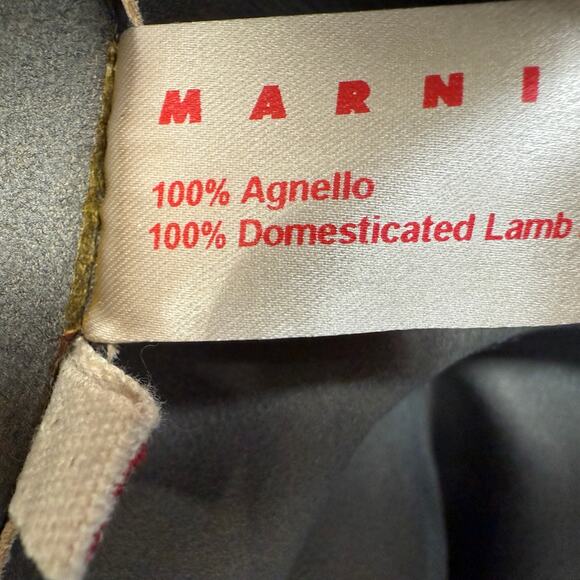 MARNI
100% Agnello
100% Domesticated Lamb